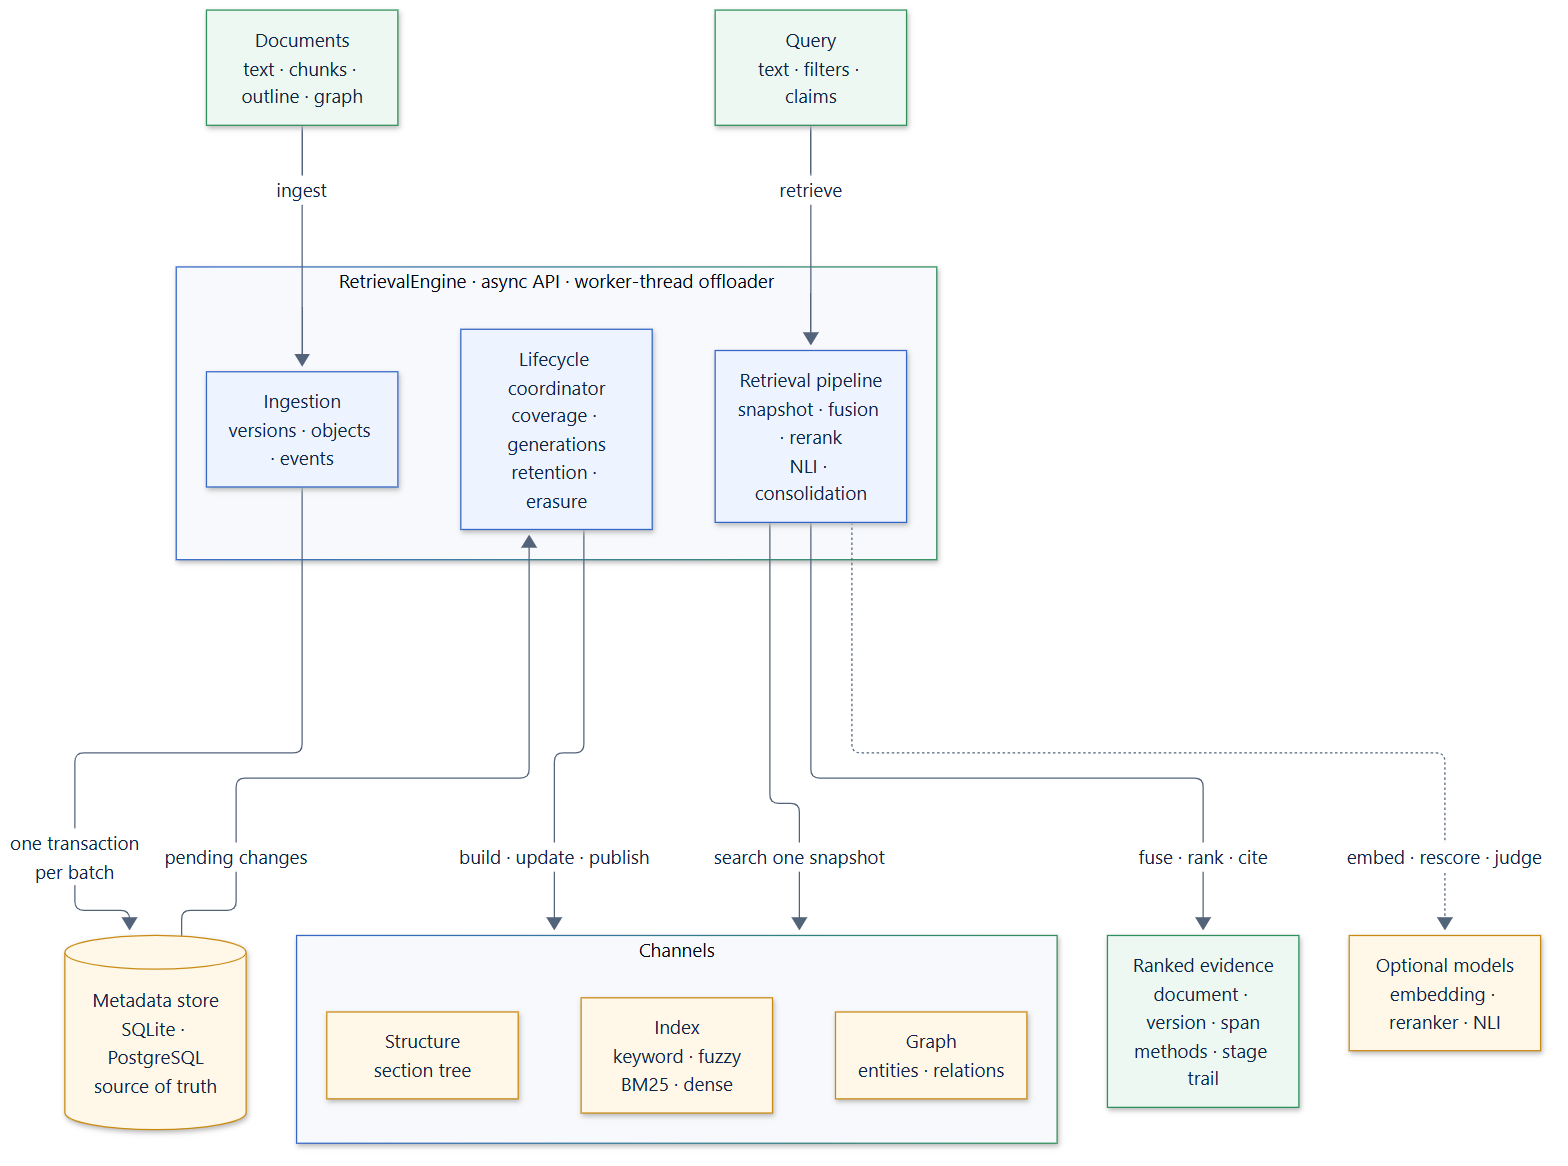 Documents
text · chunks ·
outline · graph
Query
text · filters ·
claims
ingest
retrieve
RetrievalEngine · async API · worker-thread offloader
Ingestion
versions · objects
· events
Lifecycle
coordinator
coverage ·
generations
retention ·
erasure
Retrieval pipeline
snapshot · fusion
· rerank
NLI ·
consolidation
one transaction
per batch
pending changes
build · update · publish
search one snapshot
fuse · rank · cite
embed · rescore · judge
Metadata store
SQLite ·
PostgreSQL
source of truth
Channels
Structure
section tree
Index
keyword · fuzzy
BM25 · dense
Graph
entities · relations
Ranked evidence
document ·
version · span
methods · stage
trail
Optional models
embedding ·
reranker · NLI